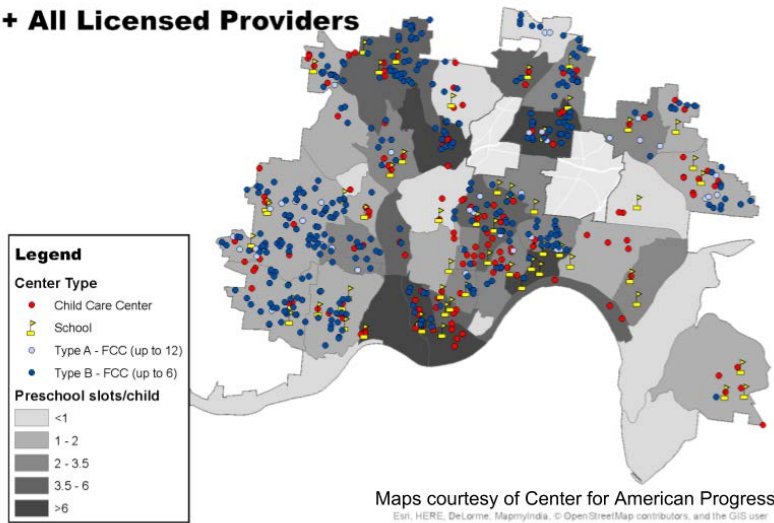 + All Licensed Providers
Legend
Center Type
Child Care Center
School
Type A - FCC (up to 12)
Type B - FCC (up to 6)
Preschool slots/child
<1
1 - 2
2 - 3.5
3.5 - 6
>6
Maps courtesy of Center for American Progress
Esri, HERE, DeLorme, MapmyIndia, © OpenStreetMap contributors, and the GIS user